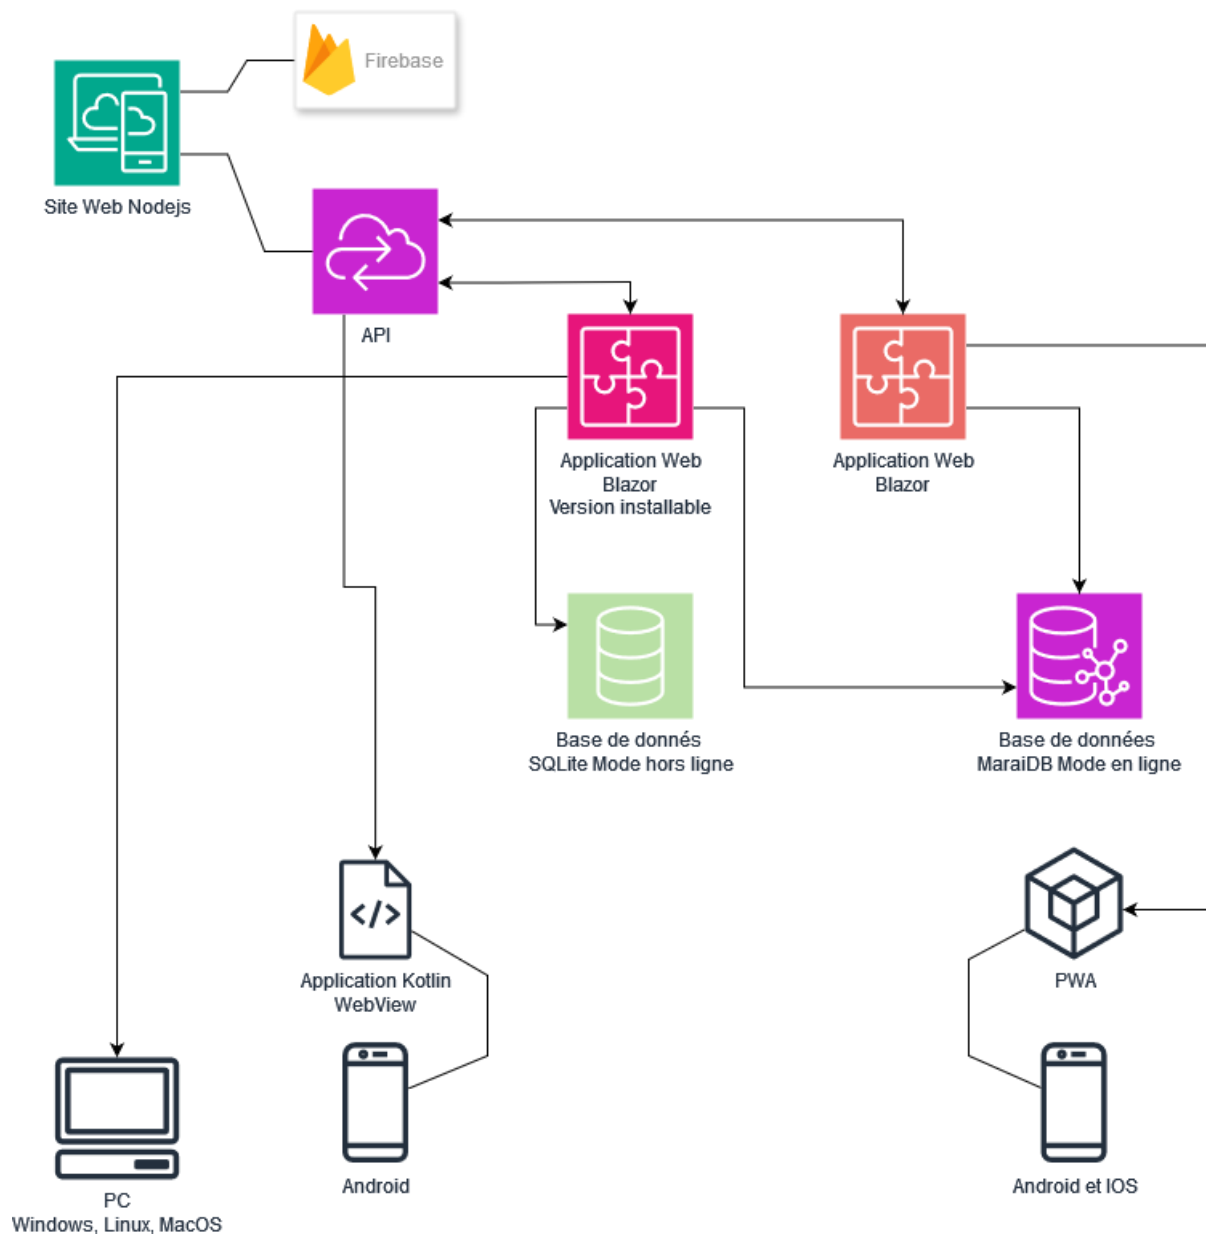 Firebase
Site Web Nodejs
API
Application Web
Blazor
Version installable
Application Web
Blazor
Base de donnés
SQLite Mode hors ligne
Base de données
MaraiDB Mode en ligne
Application Kotlin
WebView
PWA
Android
Android et IOS
PC
Windows, Linux, MacOS